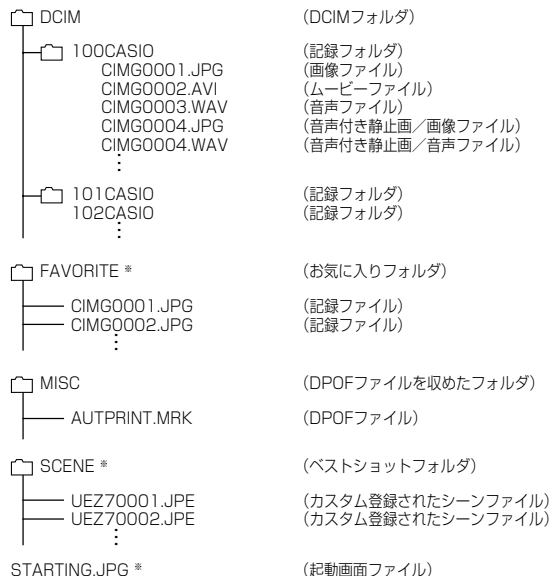 DCIM (DCIMフォルダ)
100CASIO (記録フォルダ)
CIMG0001.JPG (画像ファイル)
CIMG0002.AVI (ムービーファイル)
CIMG0003.WAV (音声ファイル)
CIMG0004.JPG (音声付き静止画／画像ファイル)
CIMG0004.WAV (音声付き静止画／音声ファイル)
101CASIO (記録フォルダ)
102CASIO (記録フォルダ)
FAVORITE ※ (お気に入りフォルダ)
CIMG0001.JPG (記録ファイル)
CIMG0002.JPG (記録ファイル)
MISC (DPOFファイルを収めたフォルダ)
AUTPRINT.MRK (DPOFファイル)
SCENE ※ (ベストショットフォルダ)
UEZ70001.JPE (カスタム登録されたシーンファイル)
UEZ70002.JPE (カスタム登録されたシーンファイル)
STARTING.JPG ※ (起動画面ファイル)